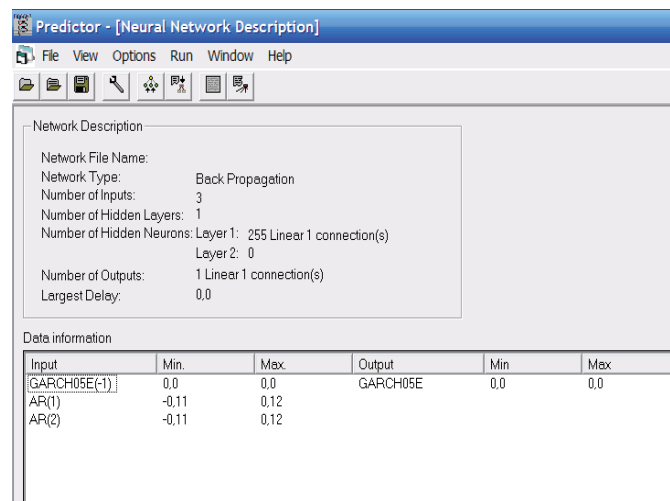 Predictor - [Neural Network Description]
File View Options Run Window Help
Network Description
Network File Name:
Network Type: Back Propagation
Number of Inputs: 3
Number of Hidden Layers: 1
Number of Hidden Neurons: Layer 1: 255 Linear 1 connection(s)
Layer 2: 0
Number of Outputs: 1 Linear 1 connection(s)
Largest Delay: 0,0
Data information
Input Min. Max. Output Min Max
GARCH05E(-1) 0,0 0,0 GARCH05E 0,0 0,0
AR(1) -0,11 0,12
AR(2) -0,11 0,12